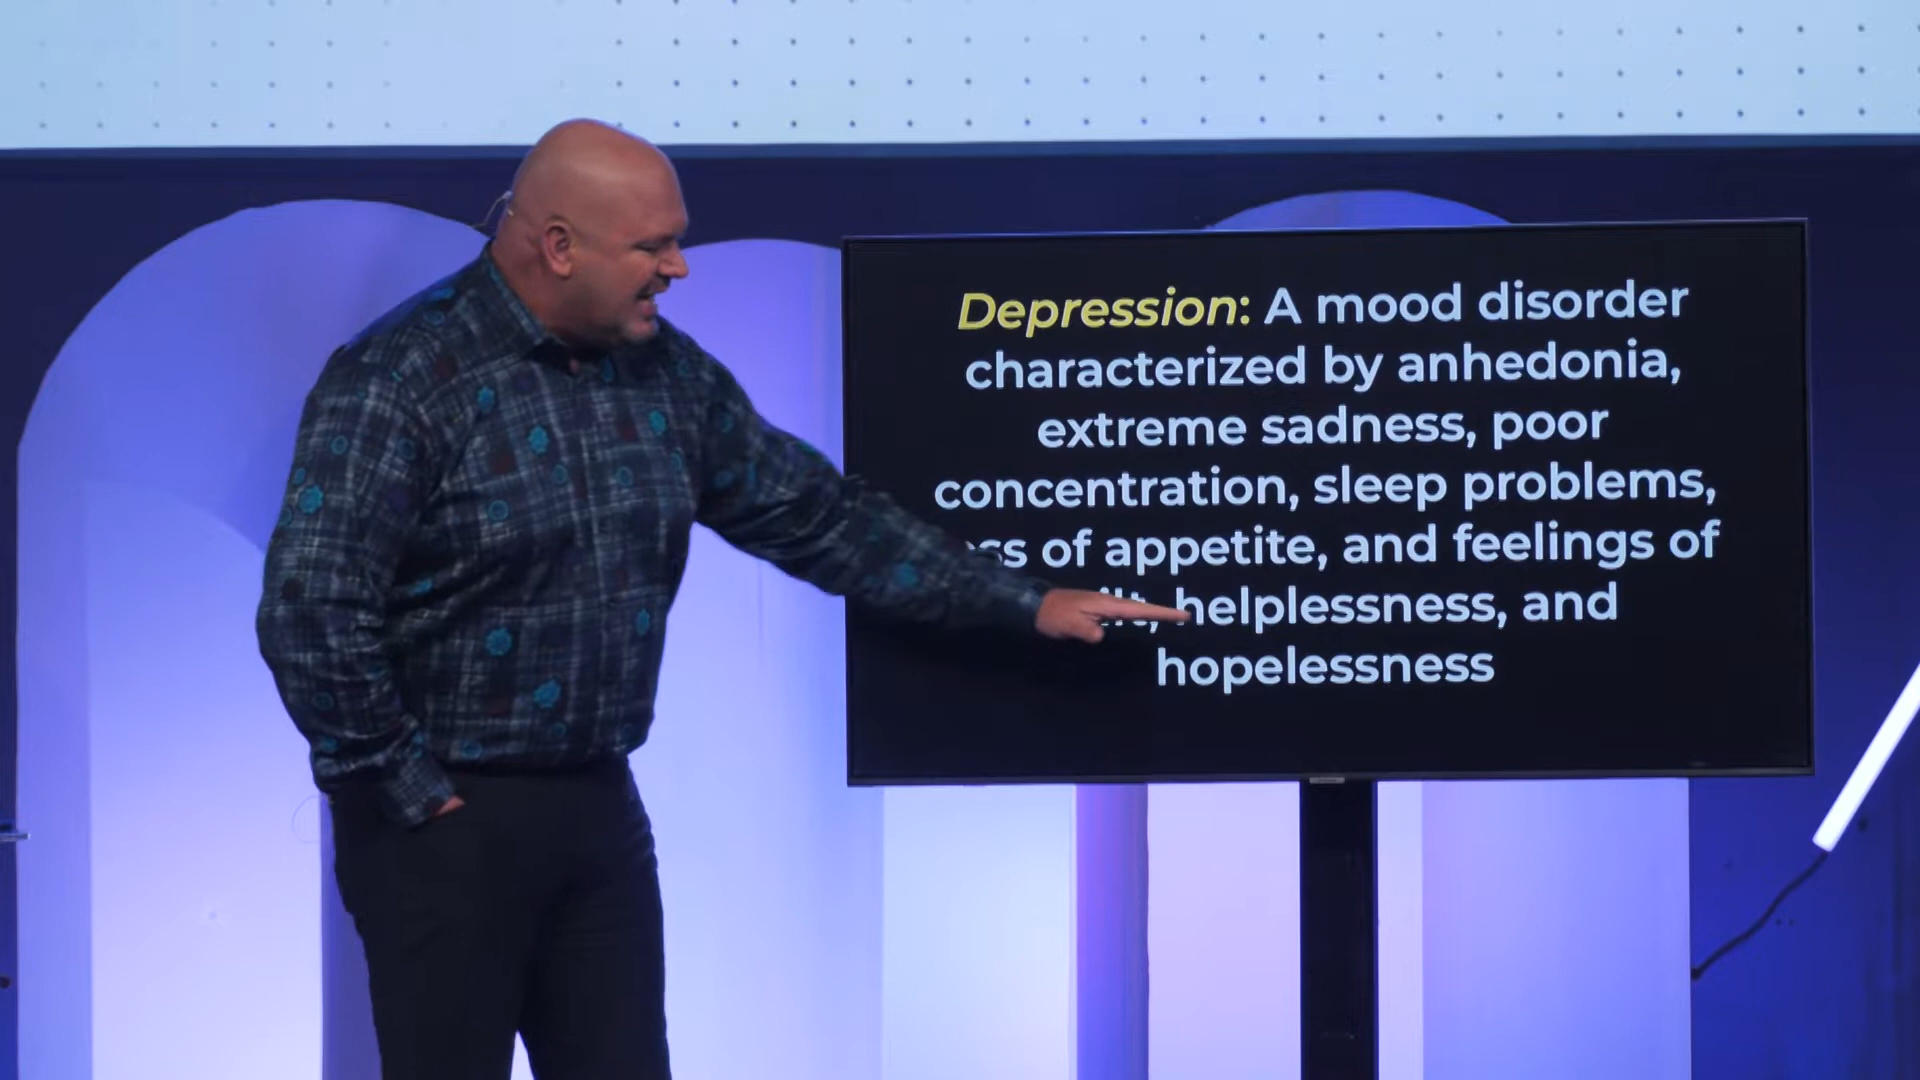 Depression: A mood disorder
characterized by anhedonia,
extreme sadness, poor
concentration, sleep problems,
of appetite, and feelings of
helplessness, and
hopelessness